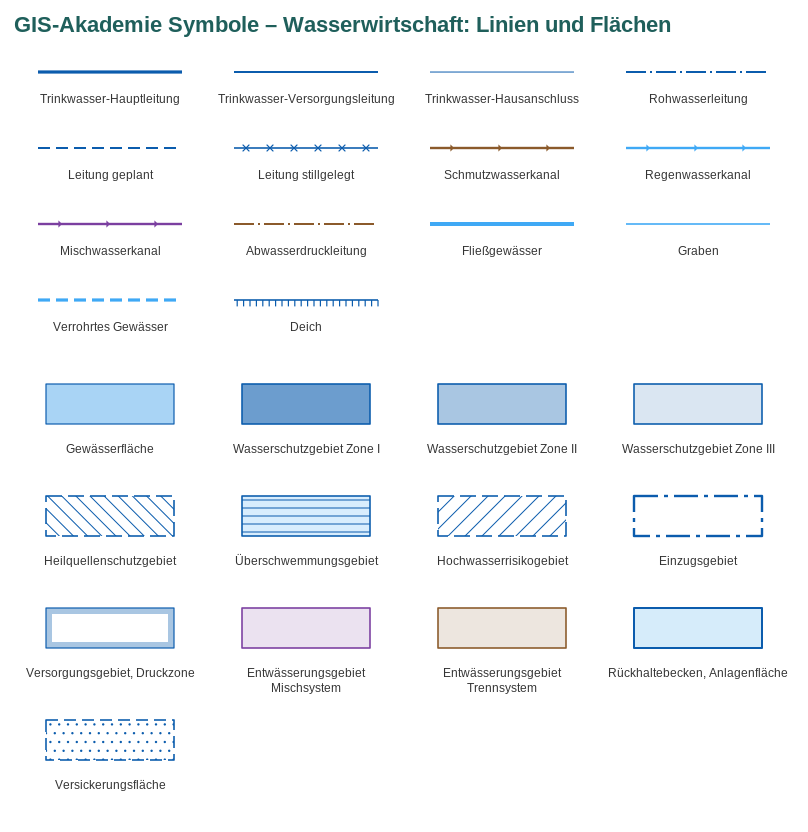 GIS-Akademie Symbole – Wasserwirtschaft: Linien und Flächen
Trinkwasser-Hauptleitung
Trinkwasser-Versorgungsleitung
Trinkwasser-Hausanschluss
Rohwasserleitung
Leitung geplant
Leitung stillgelegt
Schmutzwasserkanal
Regenwasserkanal
Mischwasserkanal
Abwasserdruckleitung
Fließgewässer
Graben
Verrohrtes Gewässer
Deich
Gewässerfläche
Wasserschutzgebiet Zone I
Wasserschutzgebiet Zone II
Wasserschutzgebiet Zone III
Heilquellenschutzgebiet
Überschwemmungsgebiet
Hochwasserrisikogebiet
Einzugsgebiet
Versorgungsgebiet, Druckzone
Entwässerungsgebiet
Mischsystem
Entwässerungsgebiet
Trennsystem
Rückhaltebecken, Anlagenfläche
Versickerungsfläche